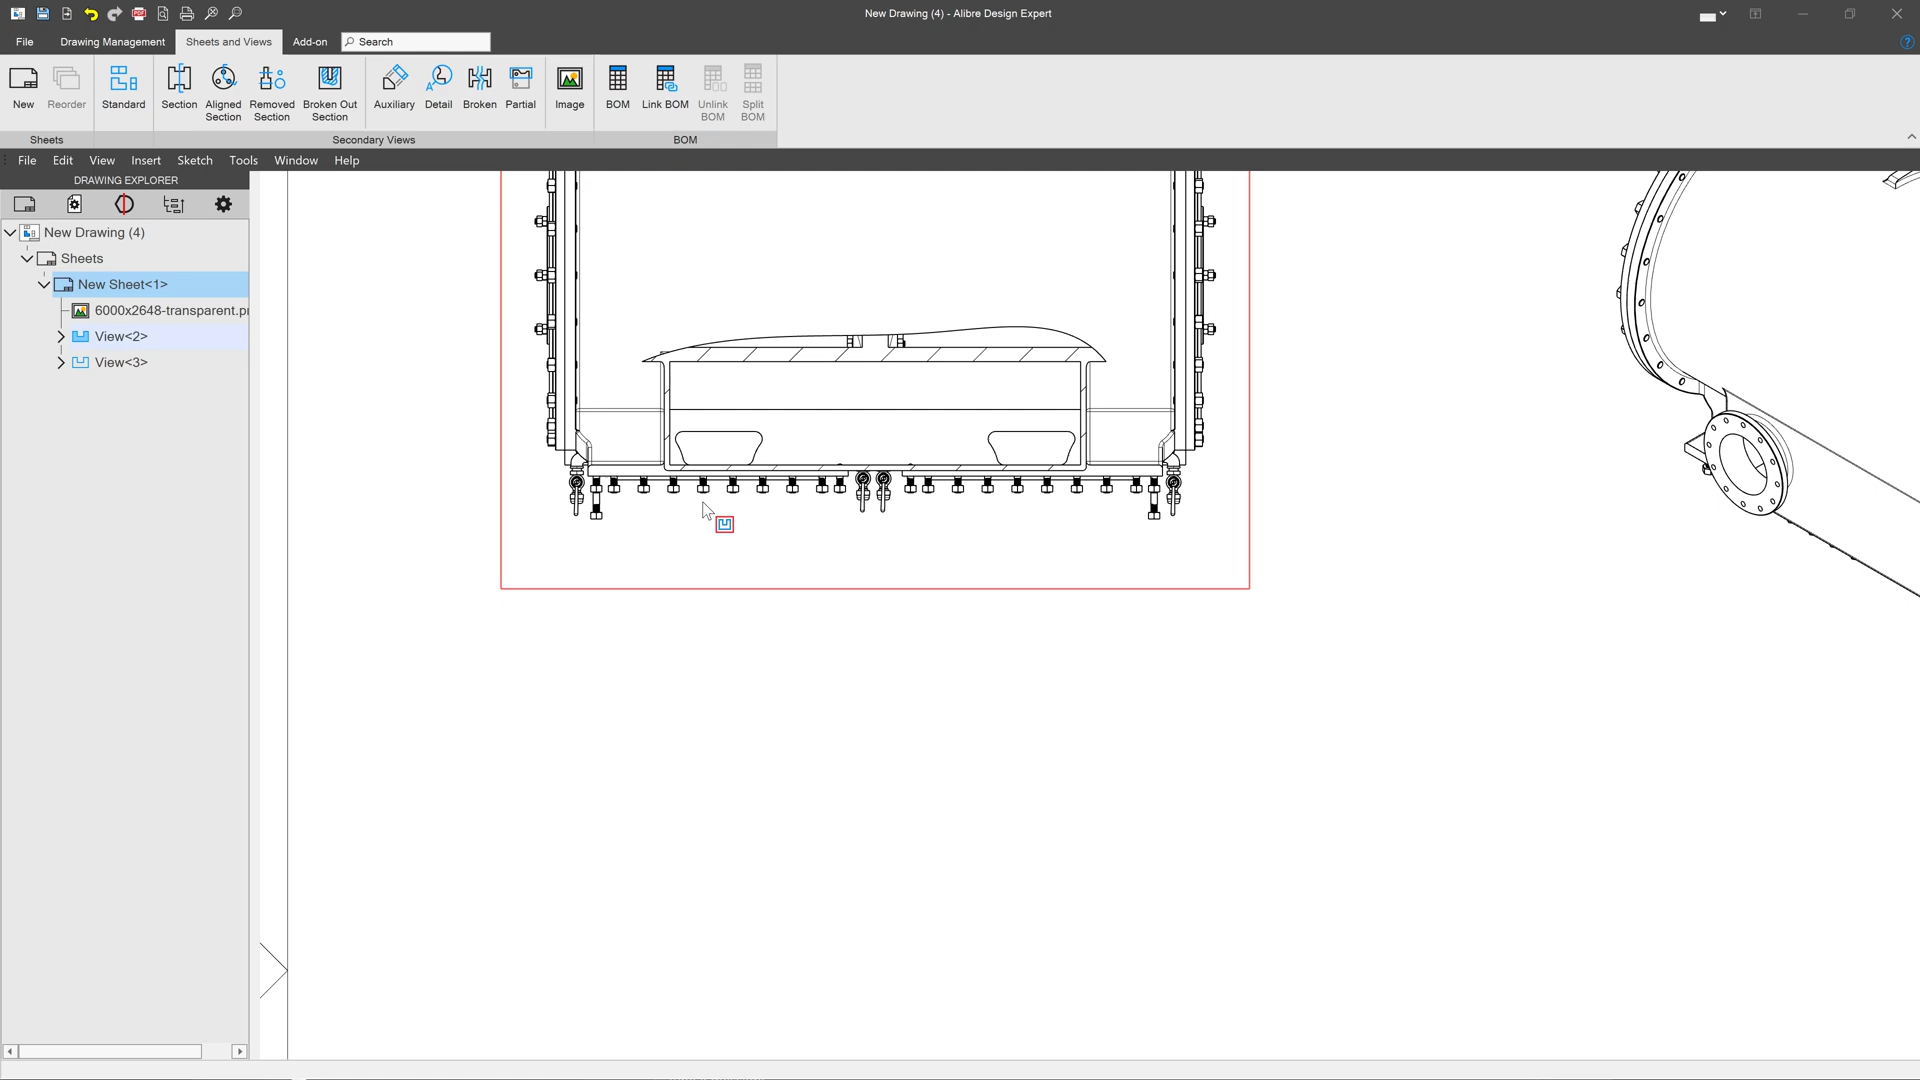 New Drawing (4) - Alibre Design Expert
File Drawing Management Sheets and Views Add-on Search
New Reorder Standard Section Aligned Section Removed Section Broken Out Section Auxiliary Detail Broken Partial Image BOM Link BOM Unlink BOM Split BOM
Sheets Secondary Views BOM
File Edit View Insert Sketch Tools Window Help
DRAWING EXPLORER
New Drawing (4)
Sheets
New Sheet<1>
6000x2648-transparent.p
View<2>
View<3>